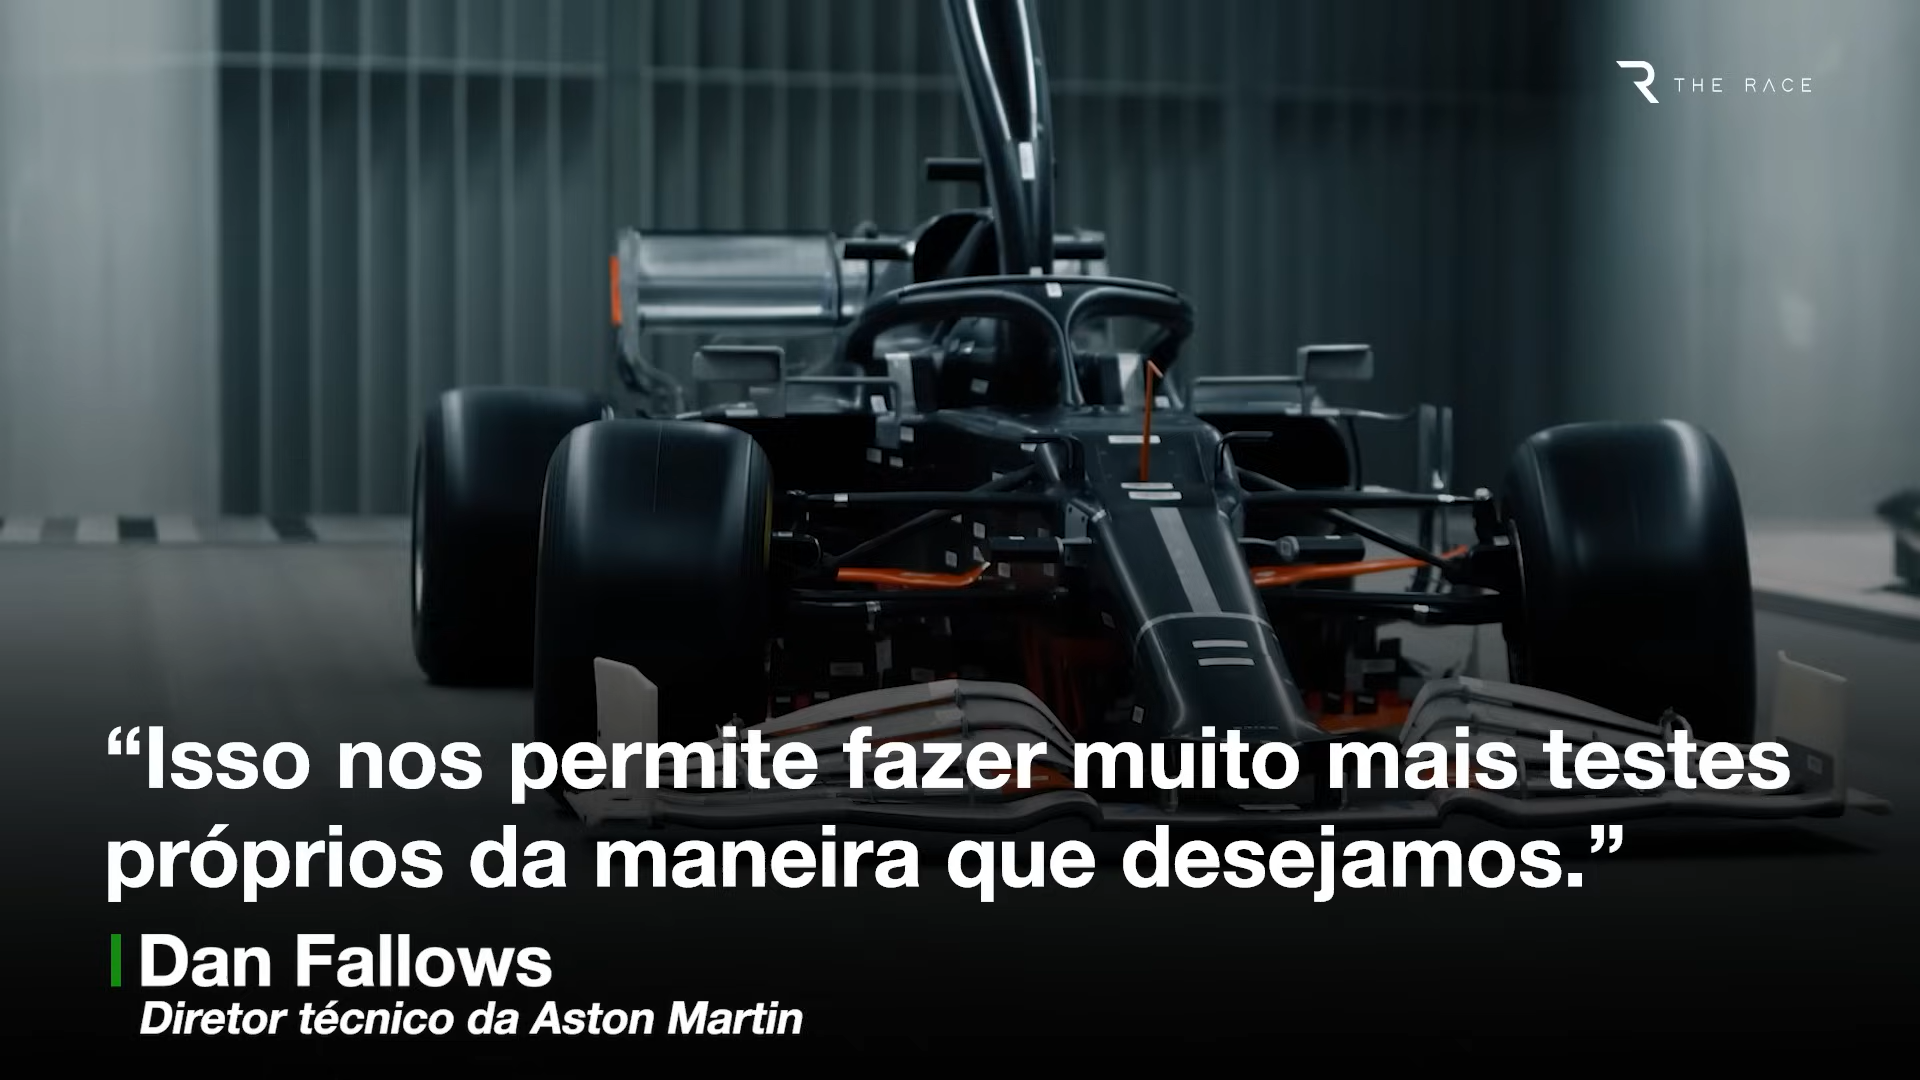 THE RACE
“Isso nos permite fazer muito mais testes
próprios da maneira que desejamos.”
Dan Fallows
Diretor técnico da Aston Martin